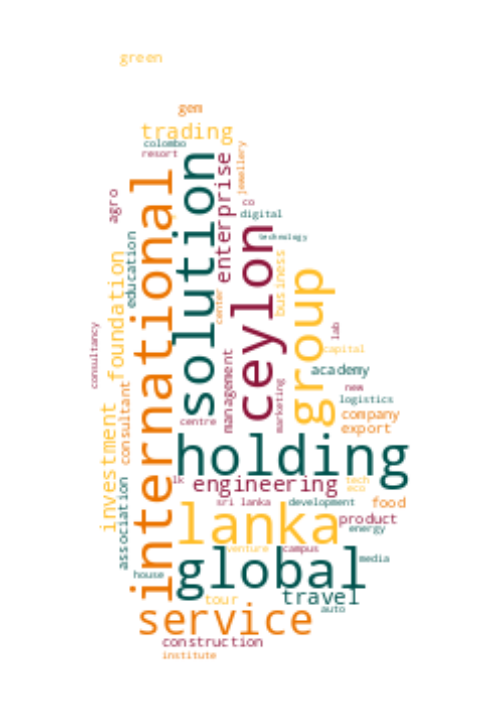 green
gem
trading
colombo
resort
international
solution
enterprise
jewellery
agro
co
digital
technology
ceylon
education
foundation
business
center
group
consultancy
lab
capital
management
academy
consultant
marketing
new
logistics
investment
company
centre
export
holding
association
lk
engineering
tech
eco
sri lanka
development
food
lanka
product
energy
venture
campus
global
media
house
travel
tour
auto
service
construction
institute